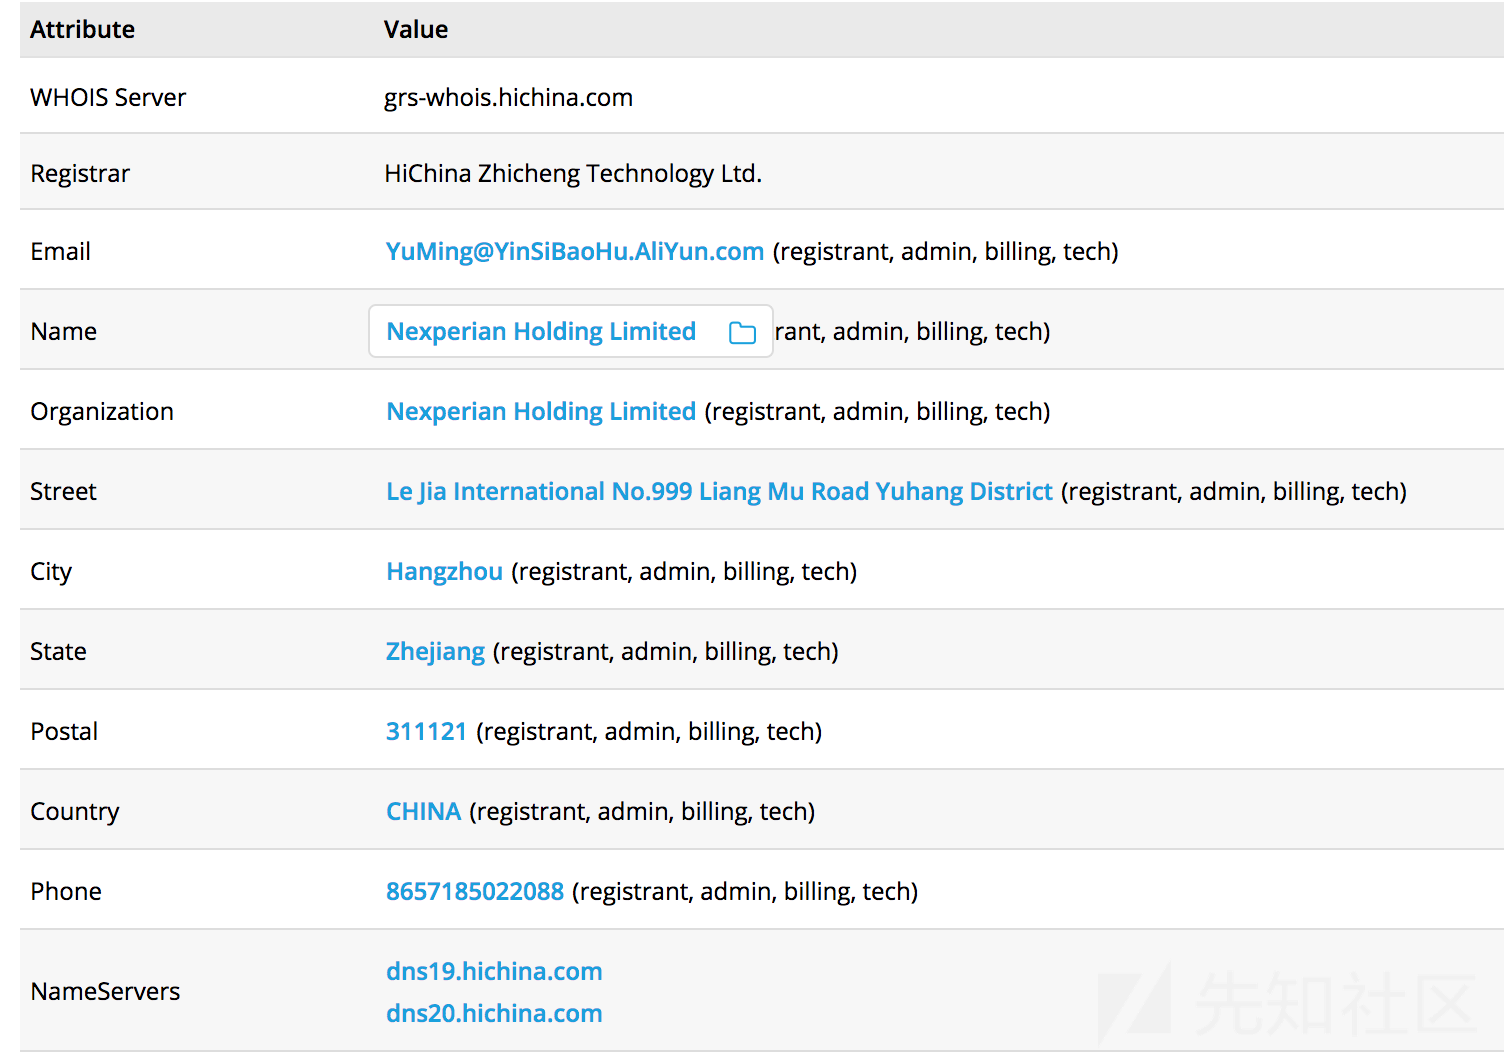 Attribute Value
WHOIS Server grs-whois.hichina.com
Registrar HiChina Zhicheng Technology Ltd.
Email YuMing@YinSiBaoHu.AliYun.com (registrant, admin, billing, tech)
Name Nexperian Holding Limited rant, admin, billing, tech)
Organization Nexperian Holding Limited (registrant, admin, billing, tech)
Street Le Jia International No.999 Liang Mu Road Yuhang District (registrant, admin, billing, tech)
City Hangzhou (registrant, admin, billing, tech)
State Zhejiang (registrant, admin, billing, tech)
Postal 311121 (registrant, admin, billing, tech)
Country CHINA (registrant, admin, billing, tech)
Phone 8657185022088 (registrant, admin, billing, tech)
NameServers dns19.hichina.com
dns20.hichina.com
先知社区